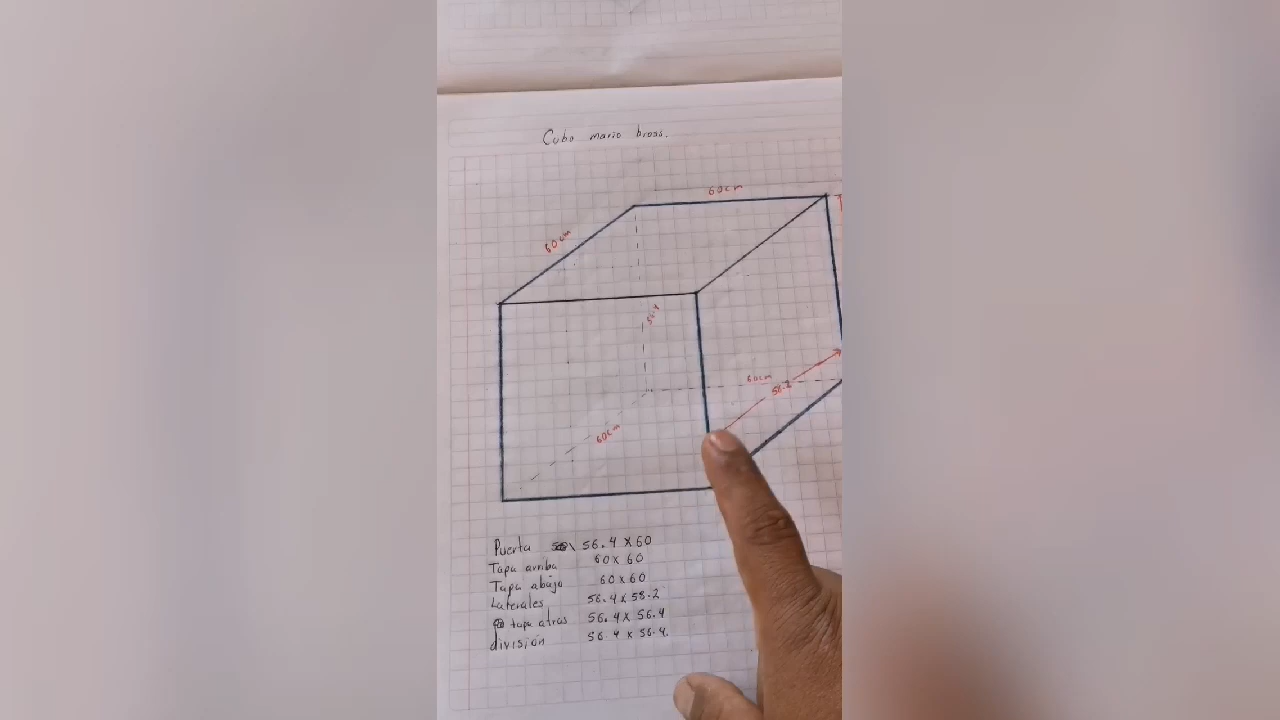 Cubo mario bross.
60cm
60cm
56.4
60cm
58.2
60cm
Puerta 56.4 x 60
Tapa arriba 60 x 60
Tapa abajo 60 x 60
Laterales 56.4 x 58.2
tapa atras 56.4 x 56.4
división 56.4 x 56.4.